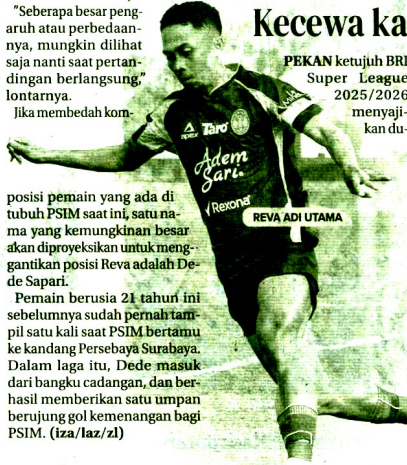 "Seberapa besar peng-
aruh atau perbedaan-
nya, mungkin dilihat
saja nanti saat pertan-
dingan berlangsung,"
lontarnya.
Jika membedah kom-
posisi pemain yang ada di
tubuh PSIM saat ini, satu na-
ma yang kemungkinan besar
akan diproyeksikan untuk meng-
gantikan posisi Reva adalah De-
de Sapari.
Pemain berusia 21 tahun ini
sebelumnya sudah pernah tam-
pil satu kali saat PSIM bertamu
ke kandang Persebaya Surabaya.
Dalam laga itu, Dede masuk
dari bangku cadangan, dan ber-
hasil memberikan satu umpan
berujung gol kemenangan bagi
PSIM. (iza/laz/zl)
apex
Taro
Adem
Sari.
Rexona
REVA ADI UTAMA
Kecewa ka
PEKAN ketujuh BRI
Super League
2025/2026
menyaji-
kan du-